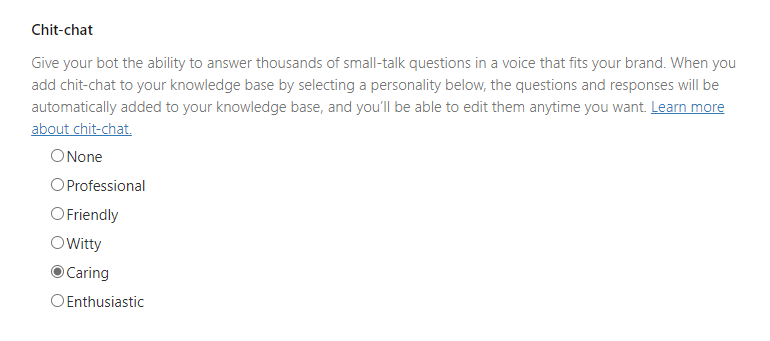 Chit-chat
Give your bot the ability to answer thousands of small-talk questions in a voice that fits your brand. When you
add chit-chat to your knowledge base by selecting a personality below, the questions and responses will be
automatically added to your knowledge base, and you'll be able to edit them anytime you want. Learn more
about chit-chat.
None
Professional
Friendly
Witty
Caring
Enthusiastic